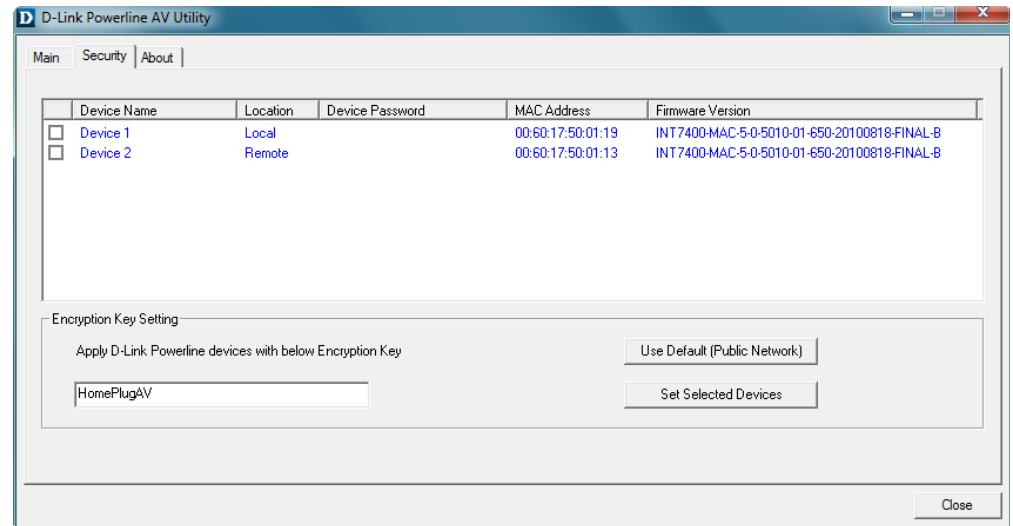 D-Link Powerline AV Utility
Main Security About
Device Name Location Device Password MAC Address Firmware Version
Device 1 Local 00:60:17:50:01:19 INT7400-MAC-5-0-5010-01-650-20100818-FINAL-B
Device 2 Remote 00:60:17:50:01:13 INT7400-MAC-5-0-5010-01-650-20100818-FINAL-B
Encryption Key Setting
Apply D-Link Powerline devices with below Encryption Key Use Default (Public Network)
HomePlugAV Set Selected Devices
Close